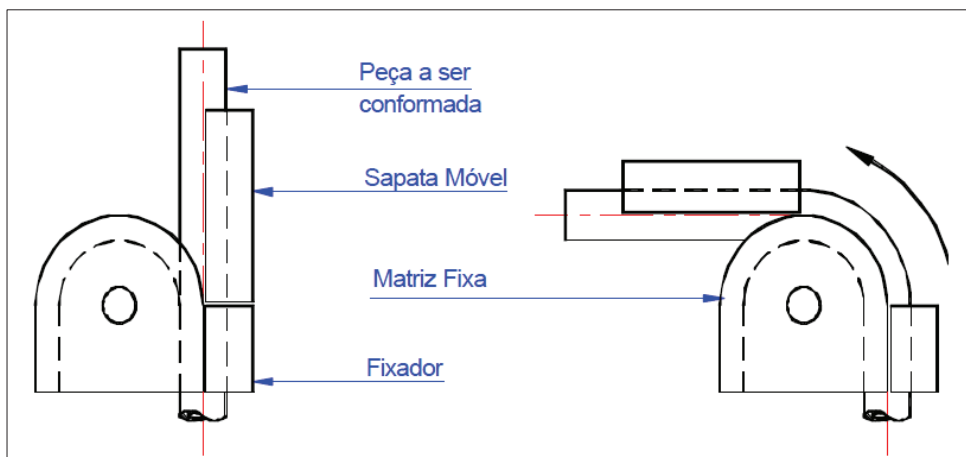 Peça a ser
conformada
Sapata Móvel
Matriz Fixa
Fixador